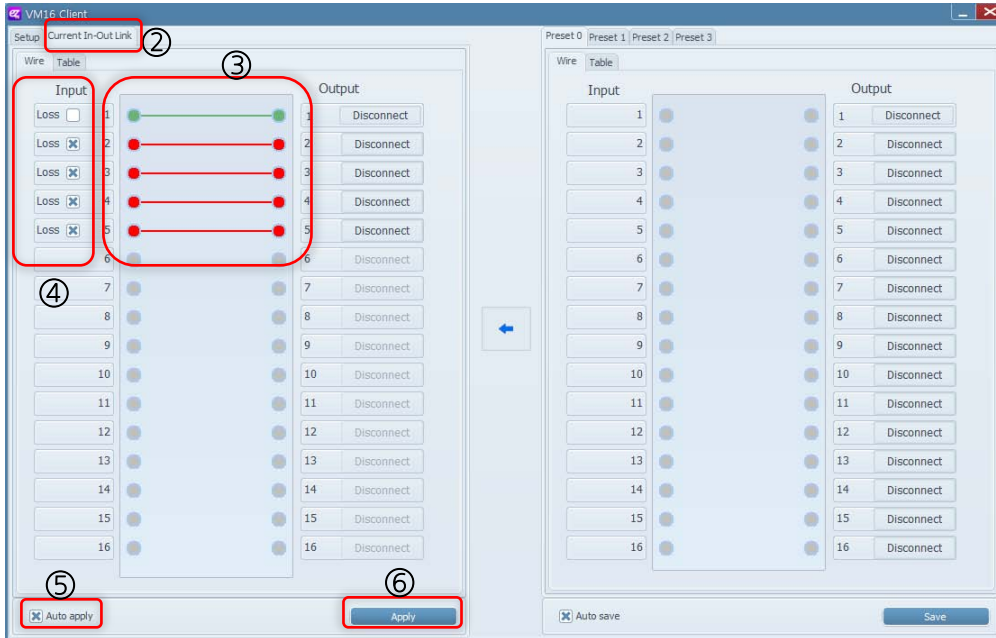 ez VM16 Client
Setup Current In-Out Link ②
Preset 0 Preset 1 Preset 2 Preset 3
Wire Table
③
Wire Table
Input Output
Input Output
Loss 1 1 Disconnect
1 1 Disconnect
Loss 2 2 Disconnect
2 2 Disconnect
Loss 3 3 Disconnect
3 3 Disconnect
Loss 4 4 Disconnect
4 4 Disconnect
Loss 5 5 Disconnect
5 5 Disconnect
6 6 Disconnect
6 6 Disconnect
④ 7 7 Disconnect
7 7 Disconnect
8 8 Disconnect
8 8 Disconnect
9 9 Disconnect
9 9 Disconnect
10 10 Disconnect
10 10 Disconnect
11 11 Disconnect
11 11 Disconnect
12 12 Disconnect
12 12 Disconnect
13 13 Disconnect
13 13 Disconnect
14 14 Disconnect
14 14 Disconnect
15 15 Disconnect
15 15 Disconnect
16 16 Disconnect
16 16 Disconnect
⑤ ⑥
Auto apply Apply
Auto save Save